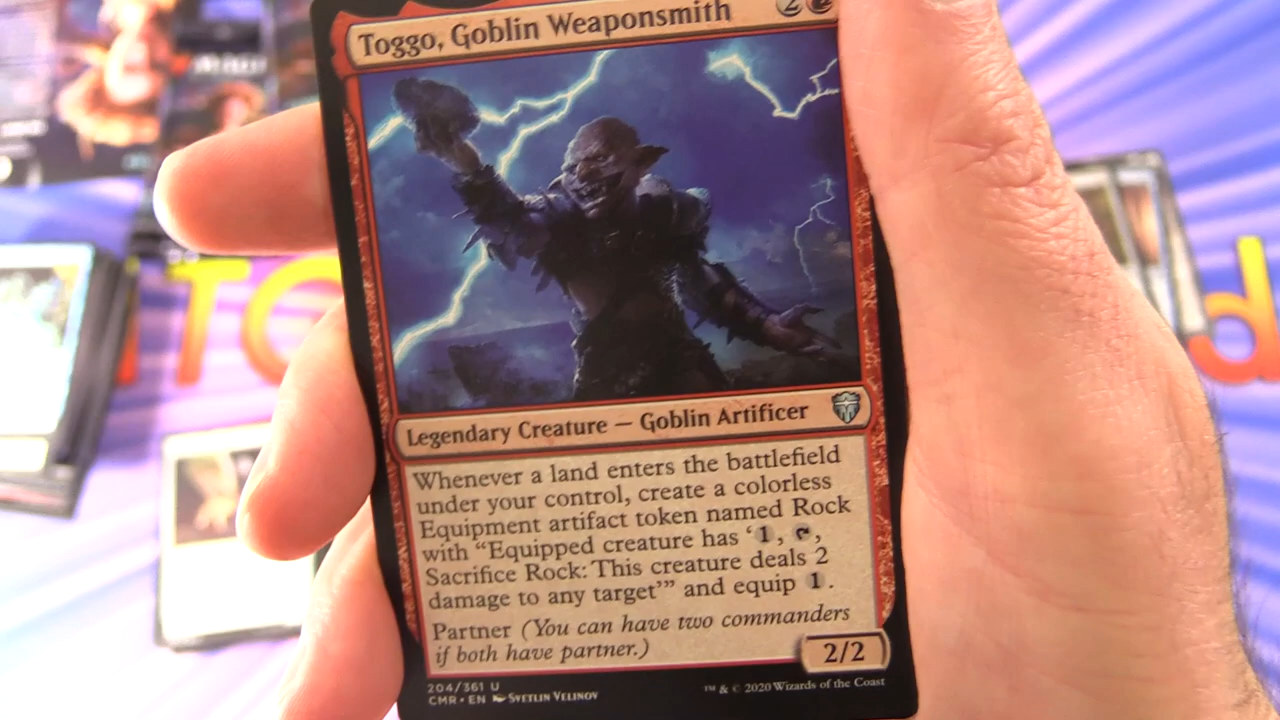 Toggo, Goblin Weaponsmith 2
Legendary Creature — Goblin Artificer
Whenever a land enters the battlefield
under your control, create a colorless
Equipment artifact token named Rock
with “Equipped creature has ‘1, ,
Sacrifice Rock: This creature deals 2
damage to any target’” and equip 1.
Partner (You can have two commanders
if both have partner.)
2/2
204/361 U
CMR • EN Svetlin Velinov
™ & © 2020 Wizards of the Coast